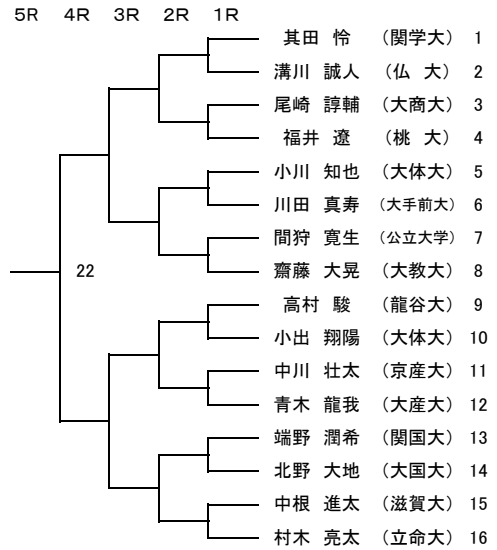 5R 4R 3R 2R 1R
其田 怜 (関学大) 1
溝川 誠人 (仏 大) 2
尾崎 諄輔 (大商大) 3
福井 遼 (桃 大) 4
小川 知也 (大体大) 5
川田 真寿 (大手前大) 6
間狩 寛生 (公立大学) 7
齋藤 大晃 (大教大) 8
22
高村 駿 (龍谷大) 9
小出 翔陽 (大体大) 10
中川 壮太 (京産大) 11
青木 龍我 (大産大) 12
端野 潤希 (関国大) 13
北野 大地 (大国大) 14
中根 進太 (滋賀大) 15
村木 亮太 (立命大) 16